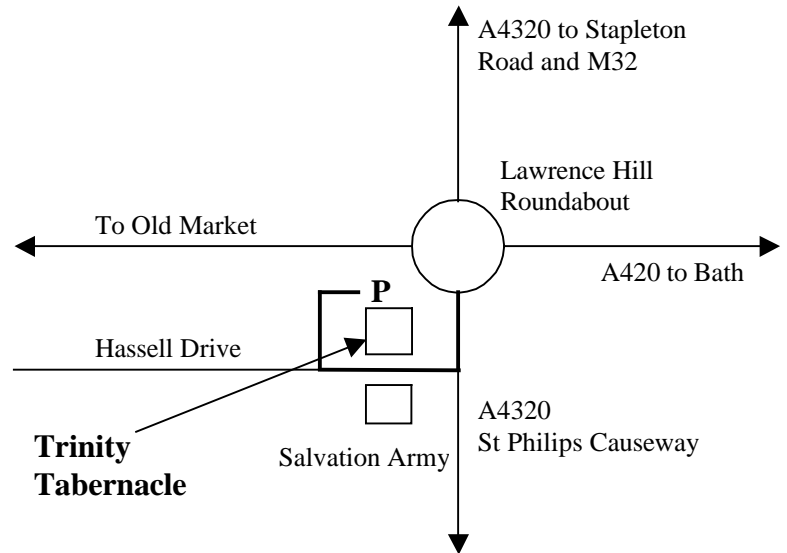 A4320 to Stapleton
Road and M32
Lawrence Hill
Roundabout
To Old Market
A420 to Bath
P
Hassell Drive
A4320
St Philips Causeway
Trinity
Tabernacle
Salvation Army